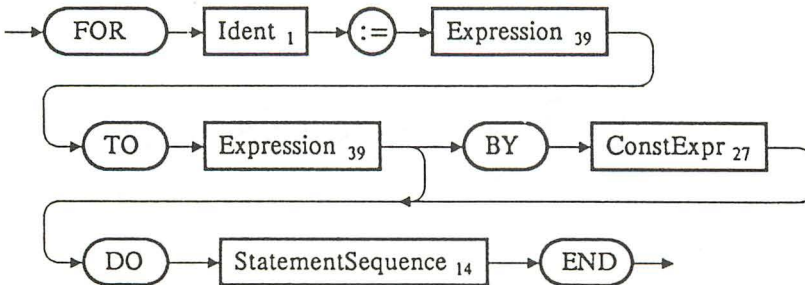 FOR Ident 1 := Expression 39
TO Expression 39 BY ConstExpr 27
DO StatementSequence 14 END